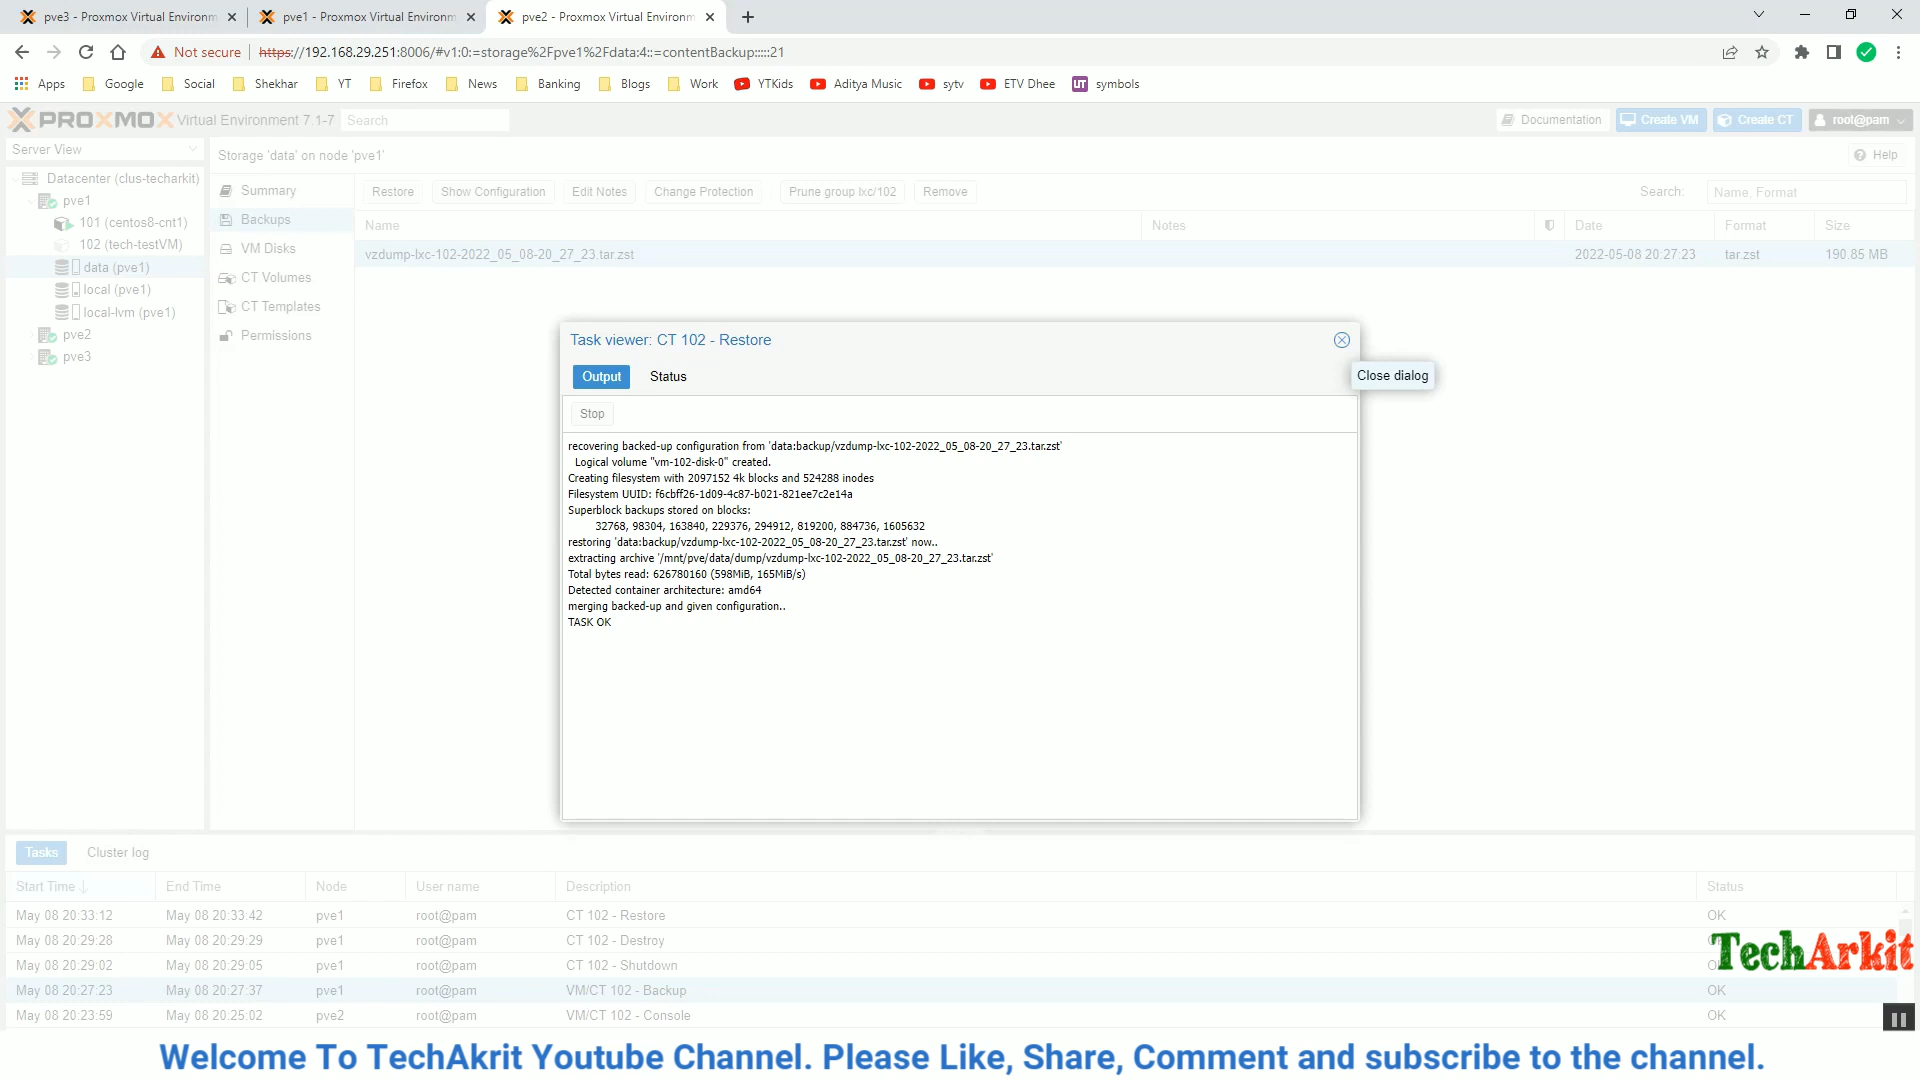 pve3 - Proxmox Virtual Environm
pve1 - Proxmox Virtual Environm
pve2 - Proxmox Virtual Environm
Not secure https://192.168.29.251:8006/#v1:0:=storage%2Fpve1%2Fdata:4::=contentBackup:::::21
Apps Google Social Shekhar YT Firefox News Banking Blogs Work YTKids Aditya Music sytv ETV Dhee UT symbols
PROXMOX Virtual Environment 7.1-7 Search Documentation Create VM Create CT root@pam
Server View
Storage 'data' on node 'pve1' Help
Datacenter (clus-techarkit)
pve1
101 (centos8-cnt1)
102 (tech-testVM)
data (pve1)
local (pve1)
local-lvm (pve1)
pve2
pve3
Summary
Backups
VM Disks
CT Volumes
CT Templates
Permissions
Restore Show Configuration Edit Notes Change Protection Prune group lxc/102 Remove Search: Name, Format
Name Notes Date Format Size
vzdump-lxc-102-2022_05_08-20_27_23.tar.zst 2022-05-08 20:27:23 tar.zst 190.85 MB
Task viewer: CT 102 - Restore
Close dialog
Output Status
Stop
recovering backed-up configuration from 'data:backup/vzdump-lxc-102-2022_05_08-20_27_23.tar.zst'
Logical volume "vm-102-disk-0" created.
Creating filesystem with 2097152 4k blocks and 524288 inodes
Filesystem UUID: f6cbff26-1d09-4c87-b021-821ee7c2e14a
Superblock backups stored on blocks:
32768, 98304, 163840, 229376, 294912, 819200, 884736, 1605632
restoring 'data:backup/vzdump-lxc-102-2022_05_08-20_27_23.tar.zst' now..
extracting archive '/mnt/pve/data/dump/vzdump-lxc-102-2022_05_08-20_27_23.tar.zst'
Total bytes read: 626780160 (598MiB, 165MiB/s)
Detected container architecture: amd64
merging backed-up and given configuration..
TASK OK
Tasks Cluster log
Start Time End Time Node User name Description Status
May 08 20:33:12 May 08 20:33:42 pve1 root@pam CT 102 - Restore OK
May 08 20:29:28 May 08 20:29:29 pve1 root@pam CT 102 - Destroy
May 08 20:29:02 May 08 20:29:05 pve1 root@pam CT 102 - Shutdown
May 08 20:27:23 May 08 20:27:37 pve1 root@pam VM/CT 102 - Backup OK
May 08 20:23:59 May 08 20:25:02 pve2 root@pam VM/CT 102 - Console OK
TechArkit
Welcome To TechAkrit Youtube Channel. Please Like, Share, Comment and subscribe to the channel.